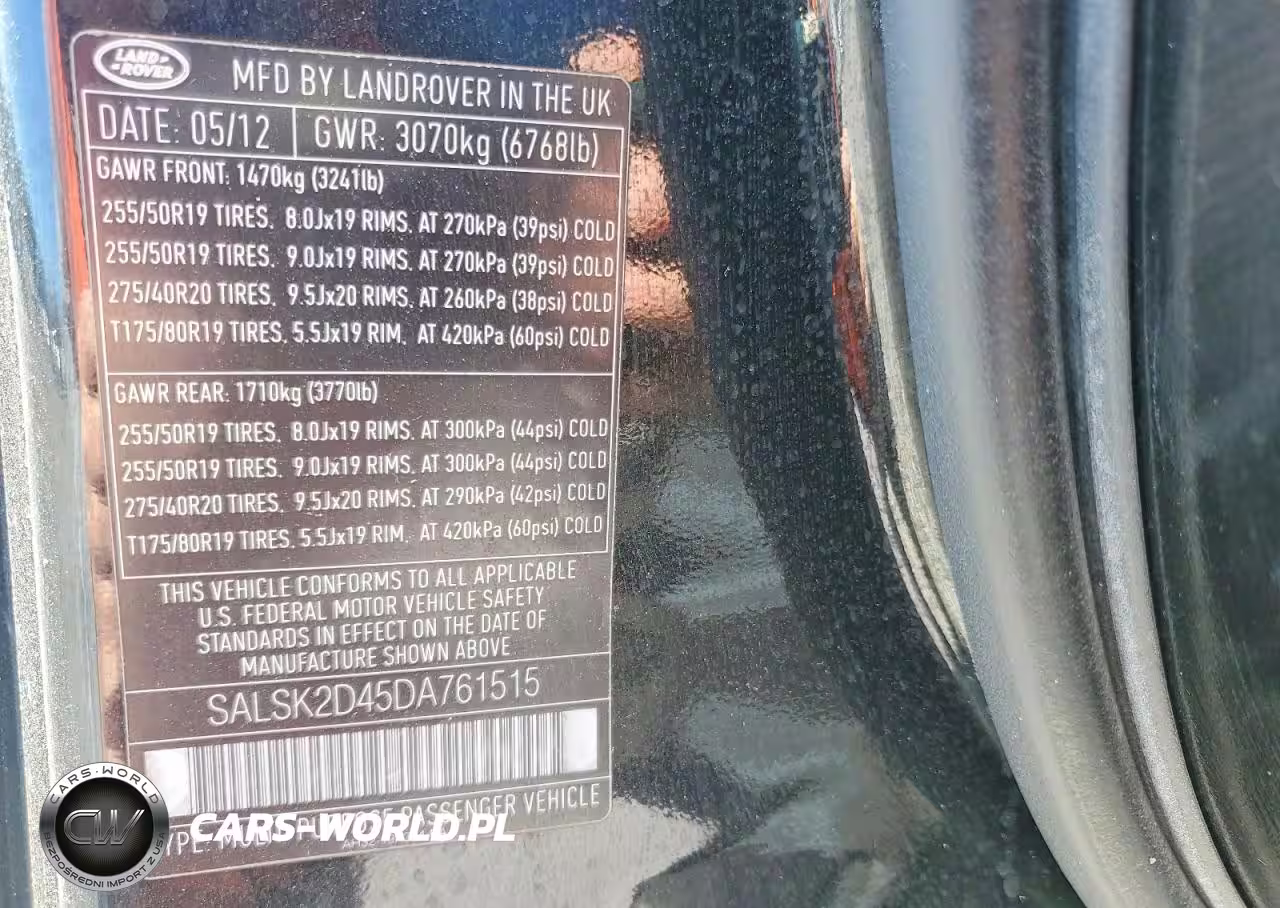 LAND-
-ROVER
MFD BY LANDROVER IN THE UK
DATE: 05/12 GWR: 3070kg (6768lb)
GAWR FRONT: 1470kg (3241lb)
255/50R19 TIRES. 8.0Jx19 RIMS. AT 270kPa (39psi) COLD
255/50R19 TIRES. 9.0Jx19 RIMS. AT 270kPa (39psi) COLD
275/40R20 TIRES. 9.5Jx20 RIMS. AT 260kPa (38psi) COLD
T175/80R19 TIRES. 5.5Jx19 RIM. AT 420kPa (60psi) COLD
GAWR REAR: 1710kg (3770lb)
255/50R19 TIRES. 8.0Jx19 RIMS. AT 300kPa (44psi) COLD
255/50R19 TIRES. 9.0Jx19 RIMS. AT 300kPa (44psi) COLD
275/40R20 TIRES. 9.5Jx20 RIMS. AT 290kPa (42psi) COLD
T175/80R19 TIRES. 5.5Jx19 RIM. AT 420kPa (60psi) COLD
THIS VEHICLE CONFORMS TO ALL APPLICABLE
U.S. FEDERAL MOTOR VEHICLE SAFETY
STANDARDS IN EFFECT ON THE DATE OF
MANUFACTURE SHOWN ABOVE
SALSK2D45DA761515
PASSENGER VEHICLE
CARS-WORLD
CW
BEZPOŚREDNI IMPORT Z USA
CARS-WORLD.PL